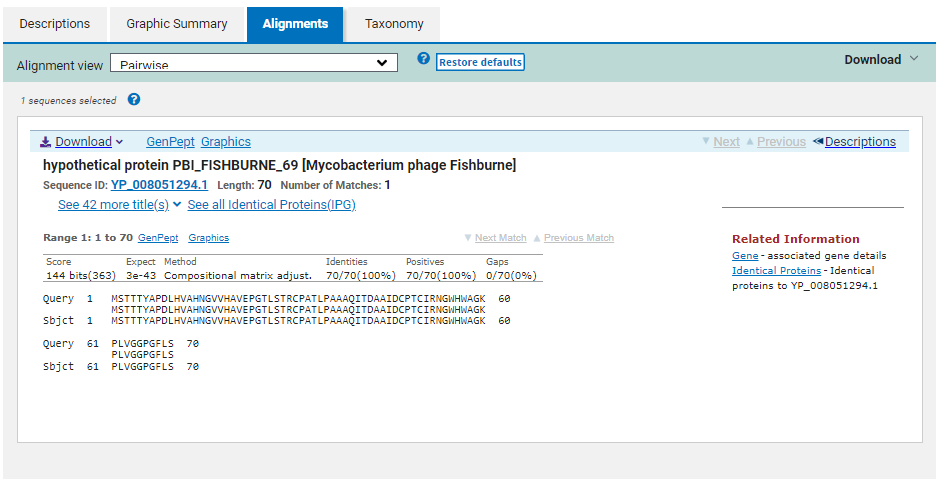 Descriptions Graphic Summary Alignments Taxonomy
Alignment view Pairwise ? Restore defaults Download
1 sequences selected ?
Download GenPept Graphics Next Previous Descriptions
hypothetical protein PBI_FISHBURNE_69 [Mycobacterium phage Fishburne]
Sequence ID: YP_008051294.1 Length: 70 Number of Matches: 1
See 42 more title(s) See all Identical Proteins(IPG)
Range 1: 1 to 70 GenPept Graphics Next Match Previous Match
Score Expect Method Identities Positives Gaps
144 bits(363) 3e-43 Compositional matrix adjust. 70/70(100%) 70/70(100%) 0/70(0%)
Query 1 MSTTTYAPDLHVAHNGVVHAVEPGTLSTRCPATLPAAAQITDAAIDCPTCIRNGWHWAGK 60
MSTTTYAPDLHVAHNGVVHAVEPGTLSTRCPATLPAAAQITDAAIDCPTCIRNGWHWAGK
Sbjct 1 MSTTTYAPDLHVAHNGVVHAVEPGTLSTRCPATLPAAAQITDAAIDCPTCIRNGWHWAGK 60
Query 61 PLVGGPGFLS 70
PLVGGPGFLS
Sbjct 61 PLVGGPGFLS 70
Related Information
Gene - associated gene details
Identical Proteins - Identical
proteins to YP_008051294.1